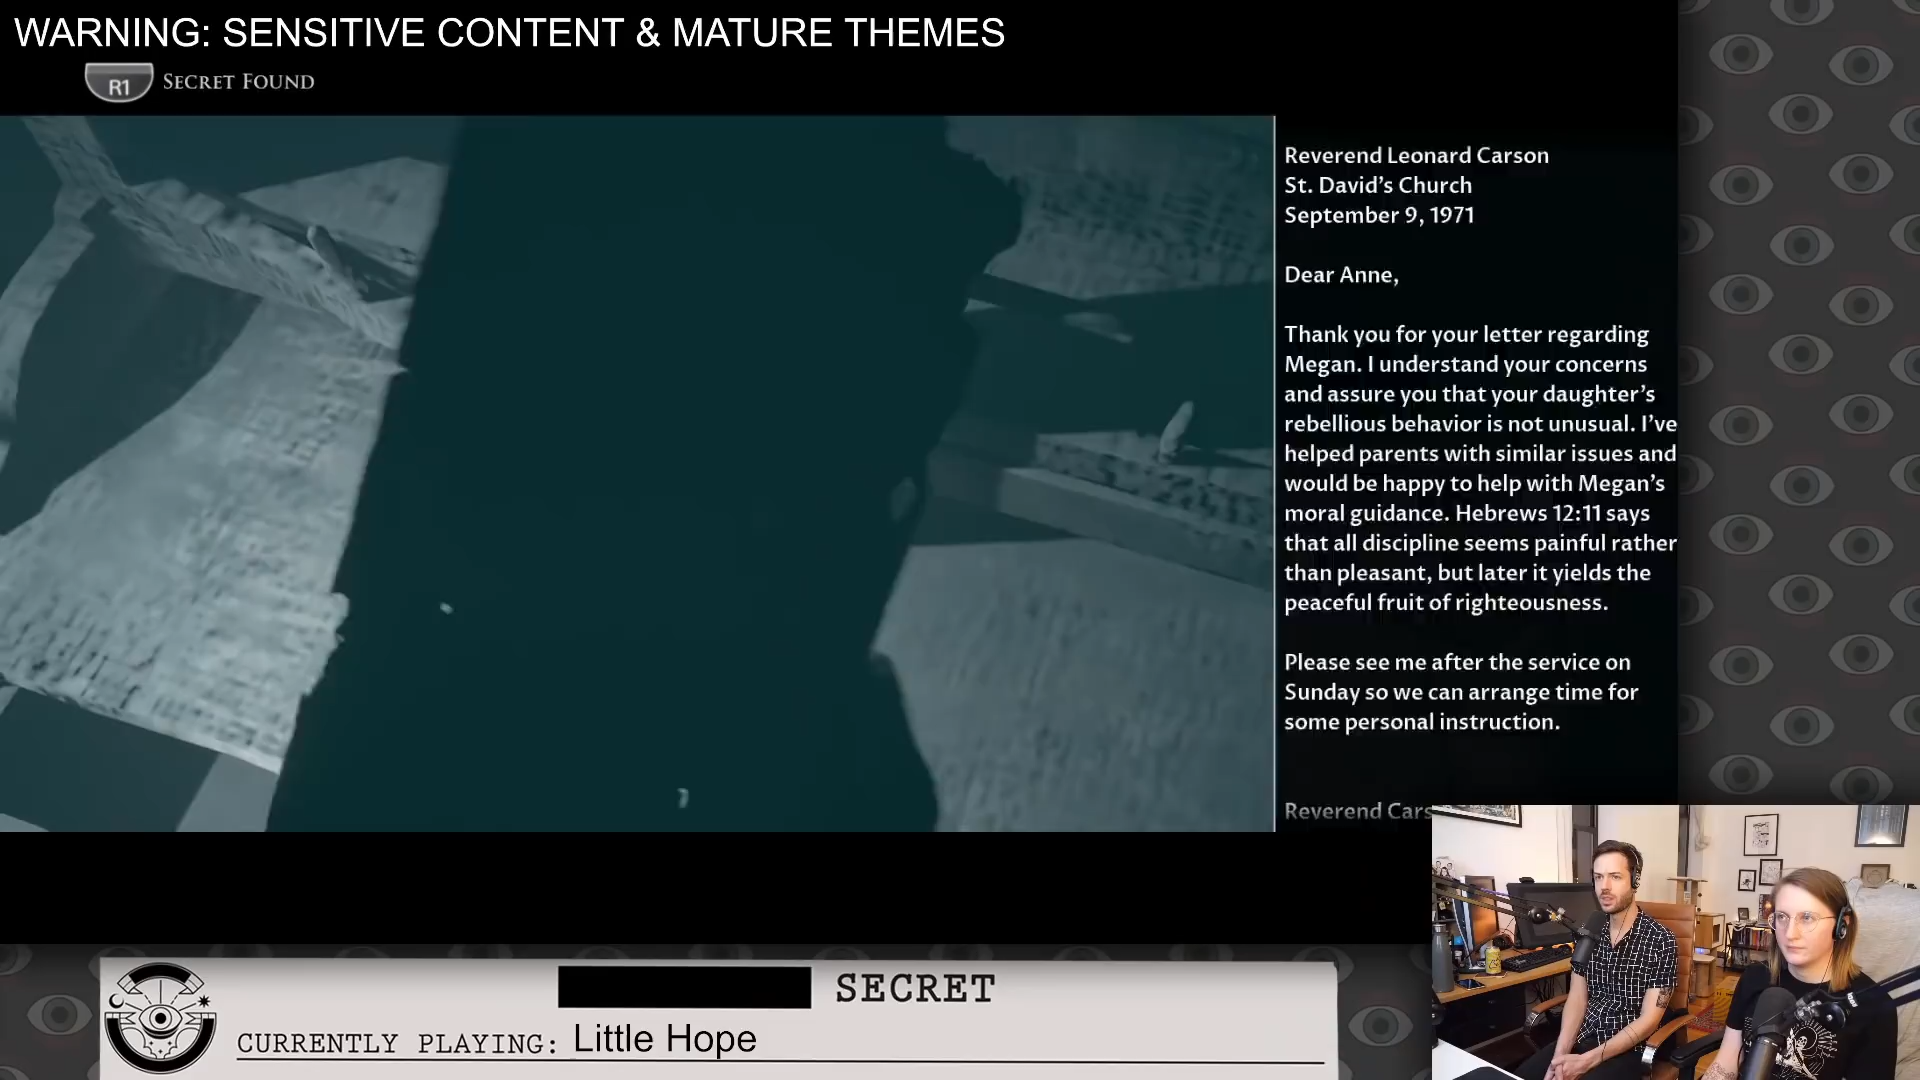 WARNING: SENSITIVE CONTENT & MATURE THEMES
R1 SECRET FOUND
Reverend Leonard Carson
St. David's Church
September 9, 1971
Dear Anne,
Thank you for your letter regarding
Megan. I understand your concerns
and assure you that your daughter's
rebellious behavior is not unusual. I've
helped parents with similar issues and
would be happy to help with Megan's
moral guidance. Hebrews 12:11 says
that all discipline seems painful rather
than pleasant, but later it yields the
peaceful fruit of righteousness.
Please see me after the service on
Sunday so we can arrange time for
some personal instruction.
Reverend Cars
SECRET
CURRENTLY PLAYING: Little Hope